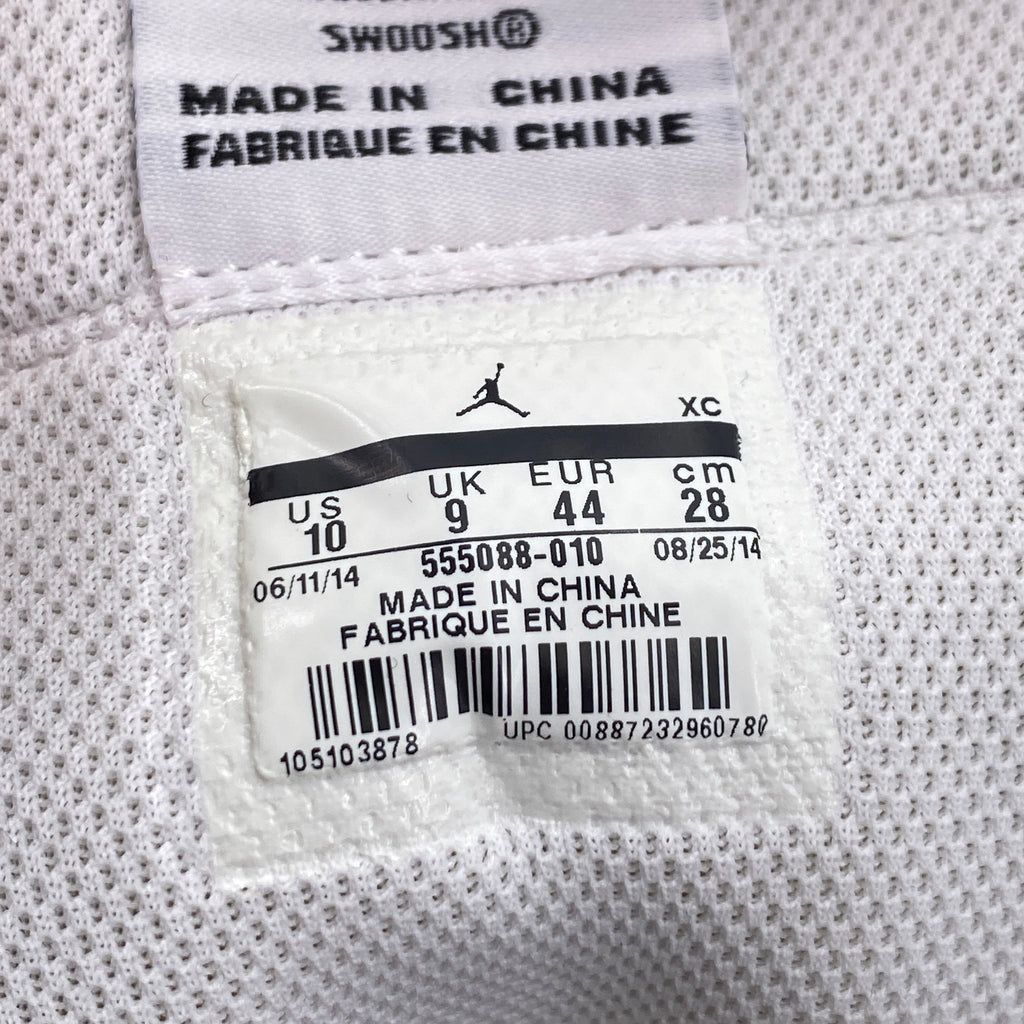 SWOOSH®
MADE IN CHINA
FABRIQUE EN CHINE
XC
US UK EUR cm
10 9 44 28
06/11/14 555088-010 08/25/14
MADE IN CHINA
FABRIQUE EN CHINE
105103878 UPC 00887232960780